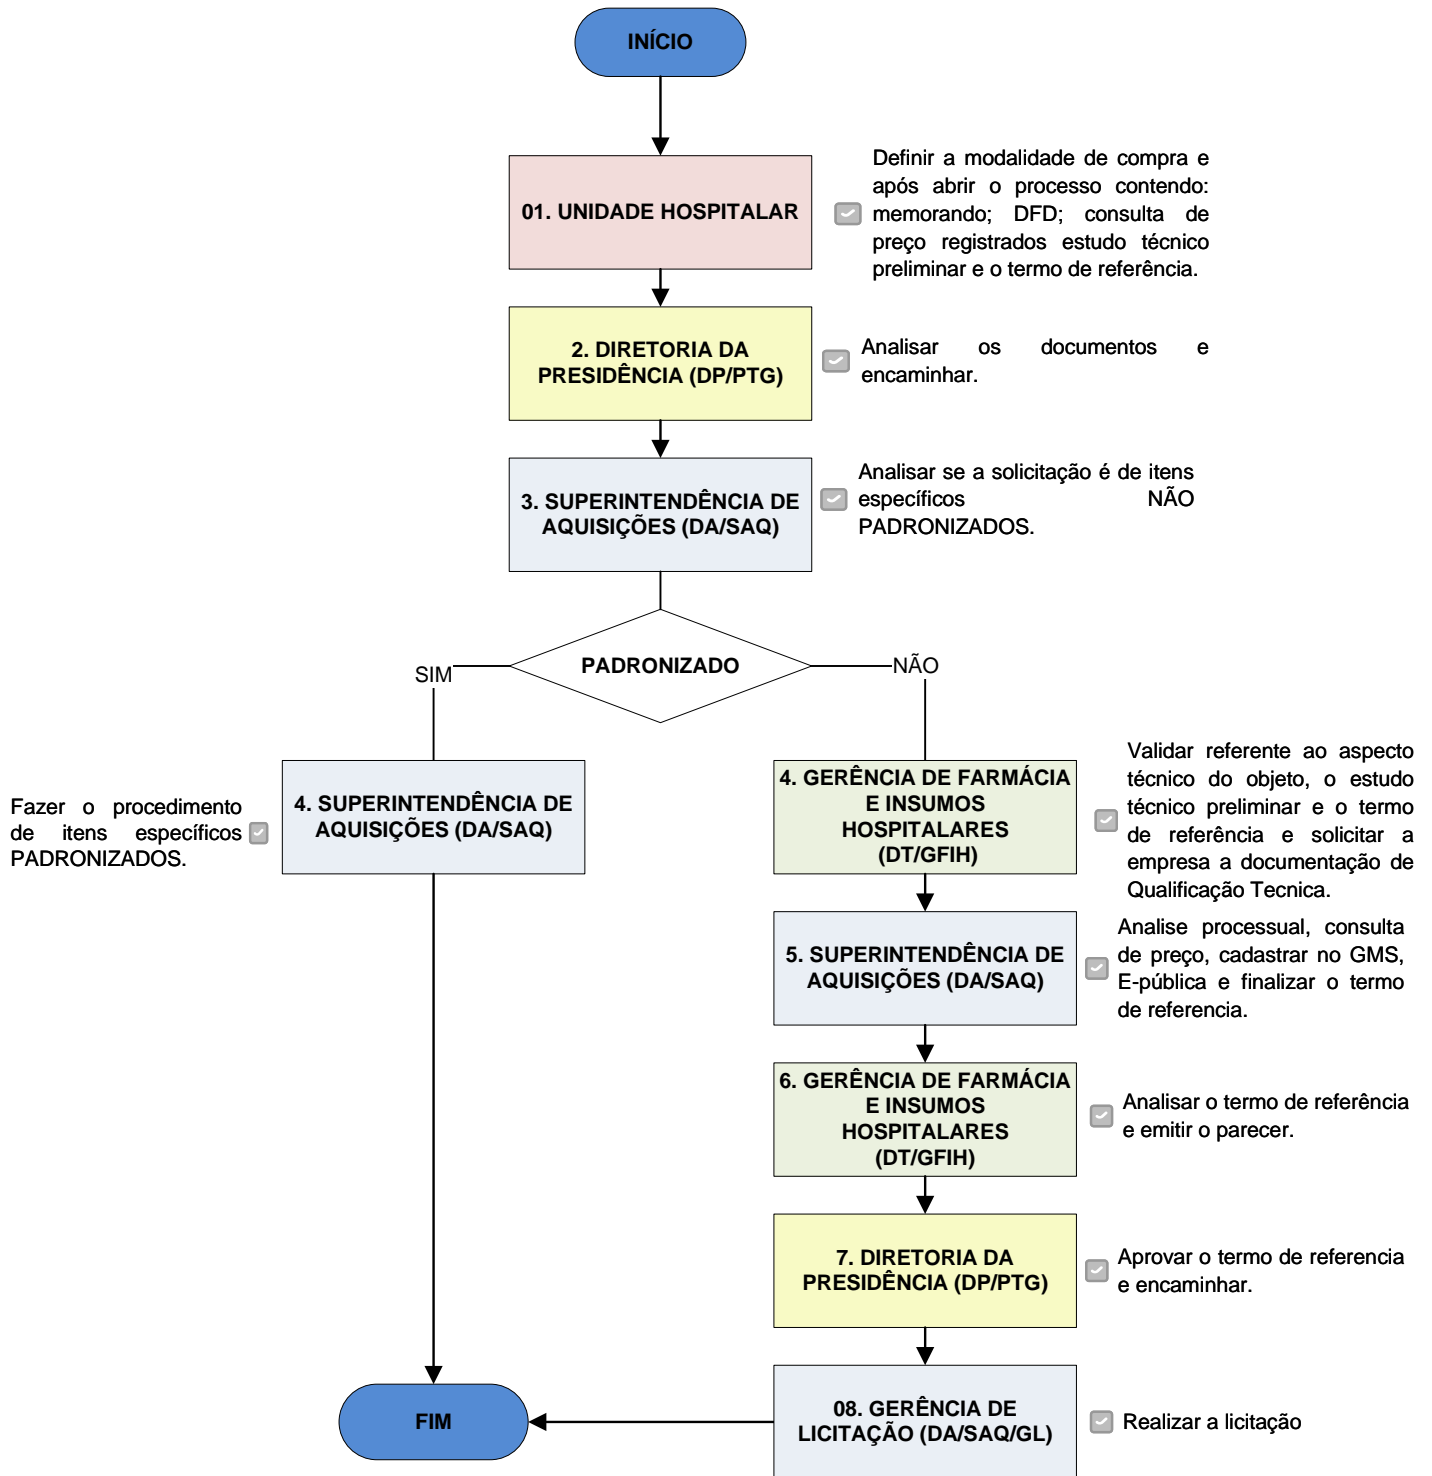 INÍCIO
01. UNIDADE HOSPITALAR
Definir a modalidade de compra e
após abrir o processo contendo:
memorando; DFD; consulta de
preço registrados estudo técnico
preliminar e o termo de referência.
2. DIRETORIA DA
PRESIDÊNCIA (DP/PTG)
Analisar os documentos e
encaminhar.
3. SUPERINTENDÊNCIA DE
AQUISIÇÕES (DA/SAQ)
Analisar se a solicitação é de itens
específicos NÃO
PADRONIZADOS.
PADRONIZADO
SIM
NÃO
Fazer o procedimento
de itens específicos
PADRONIZADOS.
4. SUPERINTENDÊNCIA DE
AQUISIÇÕES (DA/SAQ)
4. GERÊNCIA DE FARMÁCIA
E INSUMOS
HOSPITALARES
(DT/GFIH)
Validar referente ao aspecto
técnico do objeto, o estudo
técnico preliminar e o termo
de referência e solicitar a
empresa a documentação de
Qualificação Tecnica.
5. SUPERINTENDÊNCIA DE
AQUISIÇÕES (DA/SAQ)
Analise processual, consulta
de preço, cadastrar no GMS,
E-pública e finalizar o termo
de referencia.
6. GERÊNCIA DE FARMÁCIA
E INSUMOS
HOSPITALARES
(DT/GFIH)
Analisar o termo de referência
e emitir o parecer.
7. DIRETORIA DA
PRESIDÊNCIA (DP/PTG)
Aprovar o termo de referencia
e encaminhar.
FIM
08. GERÊNCIA DE
LICITAÇÃO (DA/SAQ/GL)
Realizar a licitação